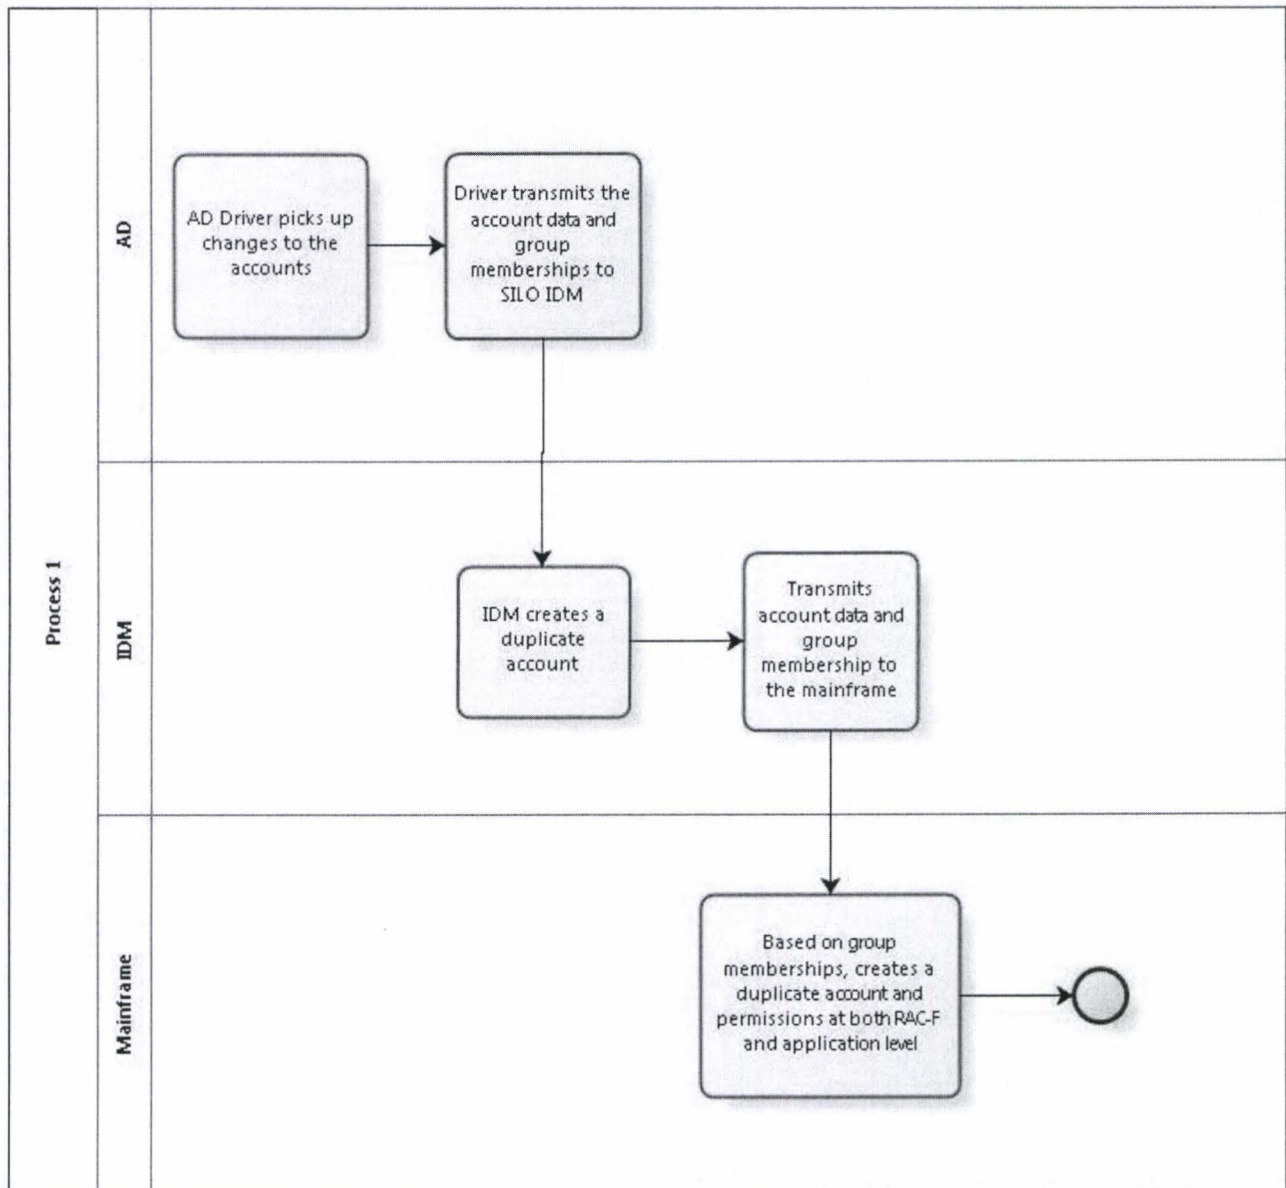 Process 1
AD
AD Driver picks up
changes to the
accounts
Driver transmits the
account data and
group
memberships to
SILO IDM
IDM
IDM creates a
duplicate
account
Transmits
account data and
group
membership to
the mainframe
Mainframe
Based on group
memberships, creates a
duplicate account and
permissions at both RAC-F
and application level